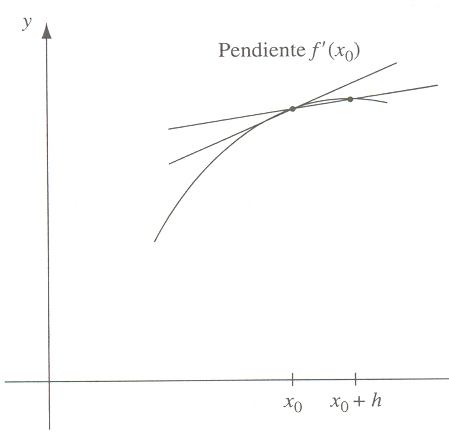 y
Pendiente f′(x₀)
x₀
x₀ + h